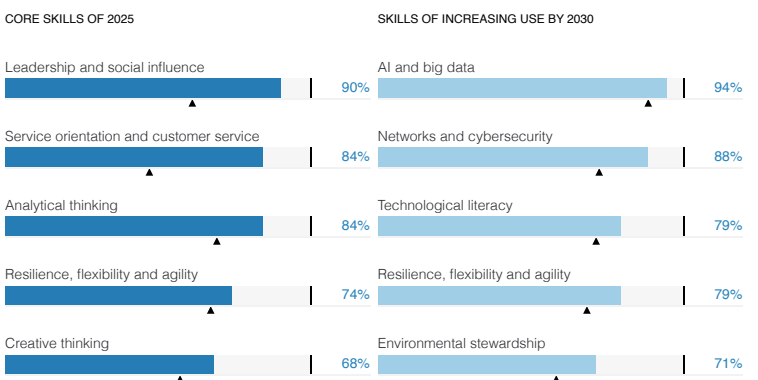 CORE SKILLS OF 2025
Leadership and social influence
90%
Service orientation and customer service
84%
Analytical thinking
84%
Resilience, flexibility and agility
74%
Creative thinking
68%
SKILLS OF INCREASING USE BY 2030
AI and big data
94%
Networks and cybersecurity
88%
Technological literacy
79%
Resilience, flexibility and agility
79%
Environmental stewardship
71%